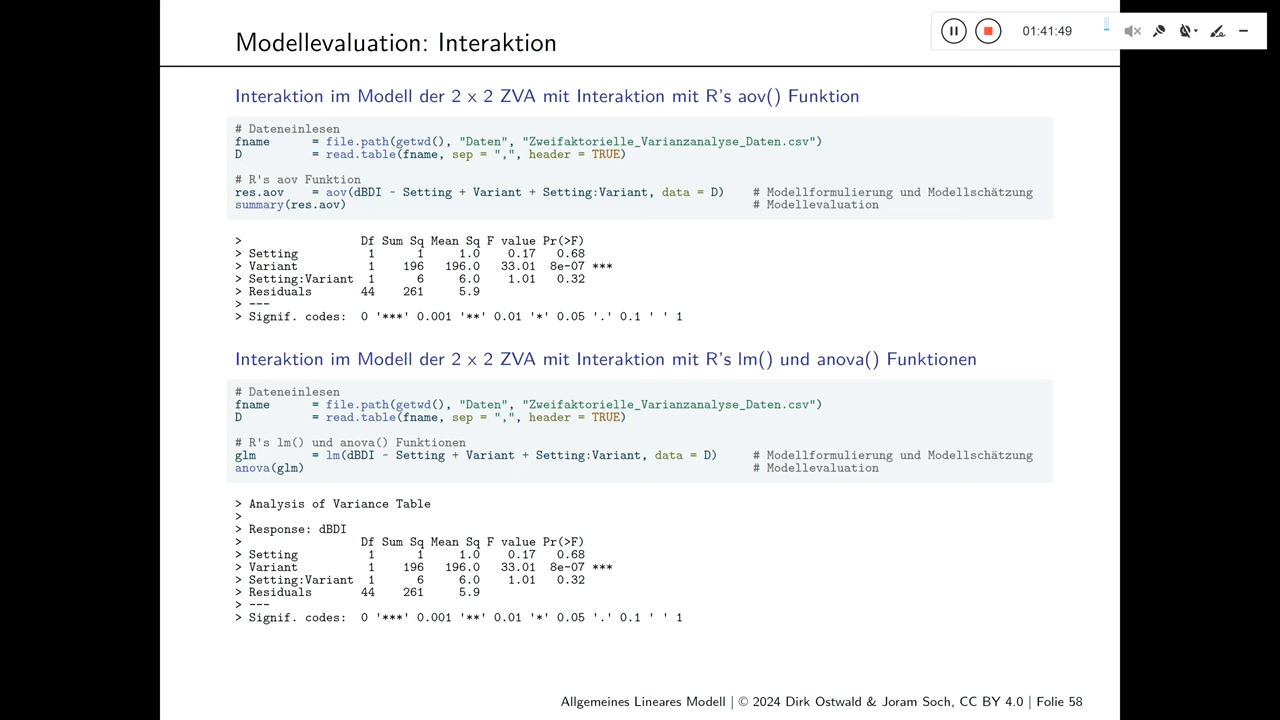 Modellevaluation: Interaktion
01:41:49
Interaktion im Modell der 2 x 2 ZVA mit Interaktion mit R's aov() Funktion
# Dateneinlesen
fname = file.path(getwd(), "Daten", "Zweifaktorielle_Varianzanalyse_Daten.csv")
D = read.table(fname, sep = ",", header = TRUE)
# R's aov Funktion
res.aov = aov(dBDI ~ Setting + Variant + Setting:Variant, data = D) # Modellformulierung und Modellschätzung
summary(res.aov) # Modellevaluation
> Df Sum Sq Mean Sq F value Pr(>F)
> Setting 1 1 1.0 0.17 0.68
> Variant 1 196 196.0 33.01 8e-07 ***
> Setting:Variant 1 6 6.0 1.01 0.32
> Residuals 44 261 5.9
> ---
> Signif. codes: 0 '***' 0.001 '**' 0.01 '*' 0.05 '.' 0.1 ' ' 1
Interaktion im Modell der 2 x 2 ZVA mit Interaktion mit R's lm() und anova() Funktionen
# Dateneinlesen
fname = file.path(getwd(), "Daten", "Zweifaktorielle_Varianzanalyse_Daten.csv")
D = read.table(fname, sep = ",", header = TRUE)
# R's lm() und anova() Funktionen
glm = lm(dBDI ~ Setting + Variant + Setting:Variant, data = D) # Modellformulierung und Modellschätzung
anova(glm) # Modellevaluation
> Analysis of Variance Table
>
> Response: dBDI
> Df Sum Sq Mean Sq F value Pr(>F)
> Setting 1 1 1.0 0.17 0.68
> Variant 1 196 196.0 33.01 8e-07 ***
> Setting:Variant 1 6 6.0 1.01 0.32
> Residuals 44 261 5.9
> ---
> Signif. codes: 0 '***' 0.001 '**' 0.01 '*' 0.05 '.' 0.1 ' ' 1
Allgemeines Lineares Modell | © 2024 Dirk Ostwald & Joram Soch, CC BY 4.0 | Folie 58